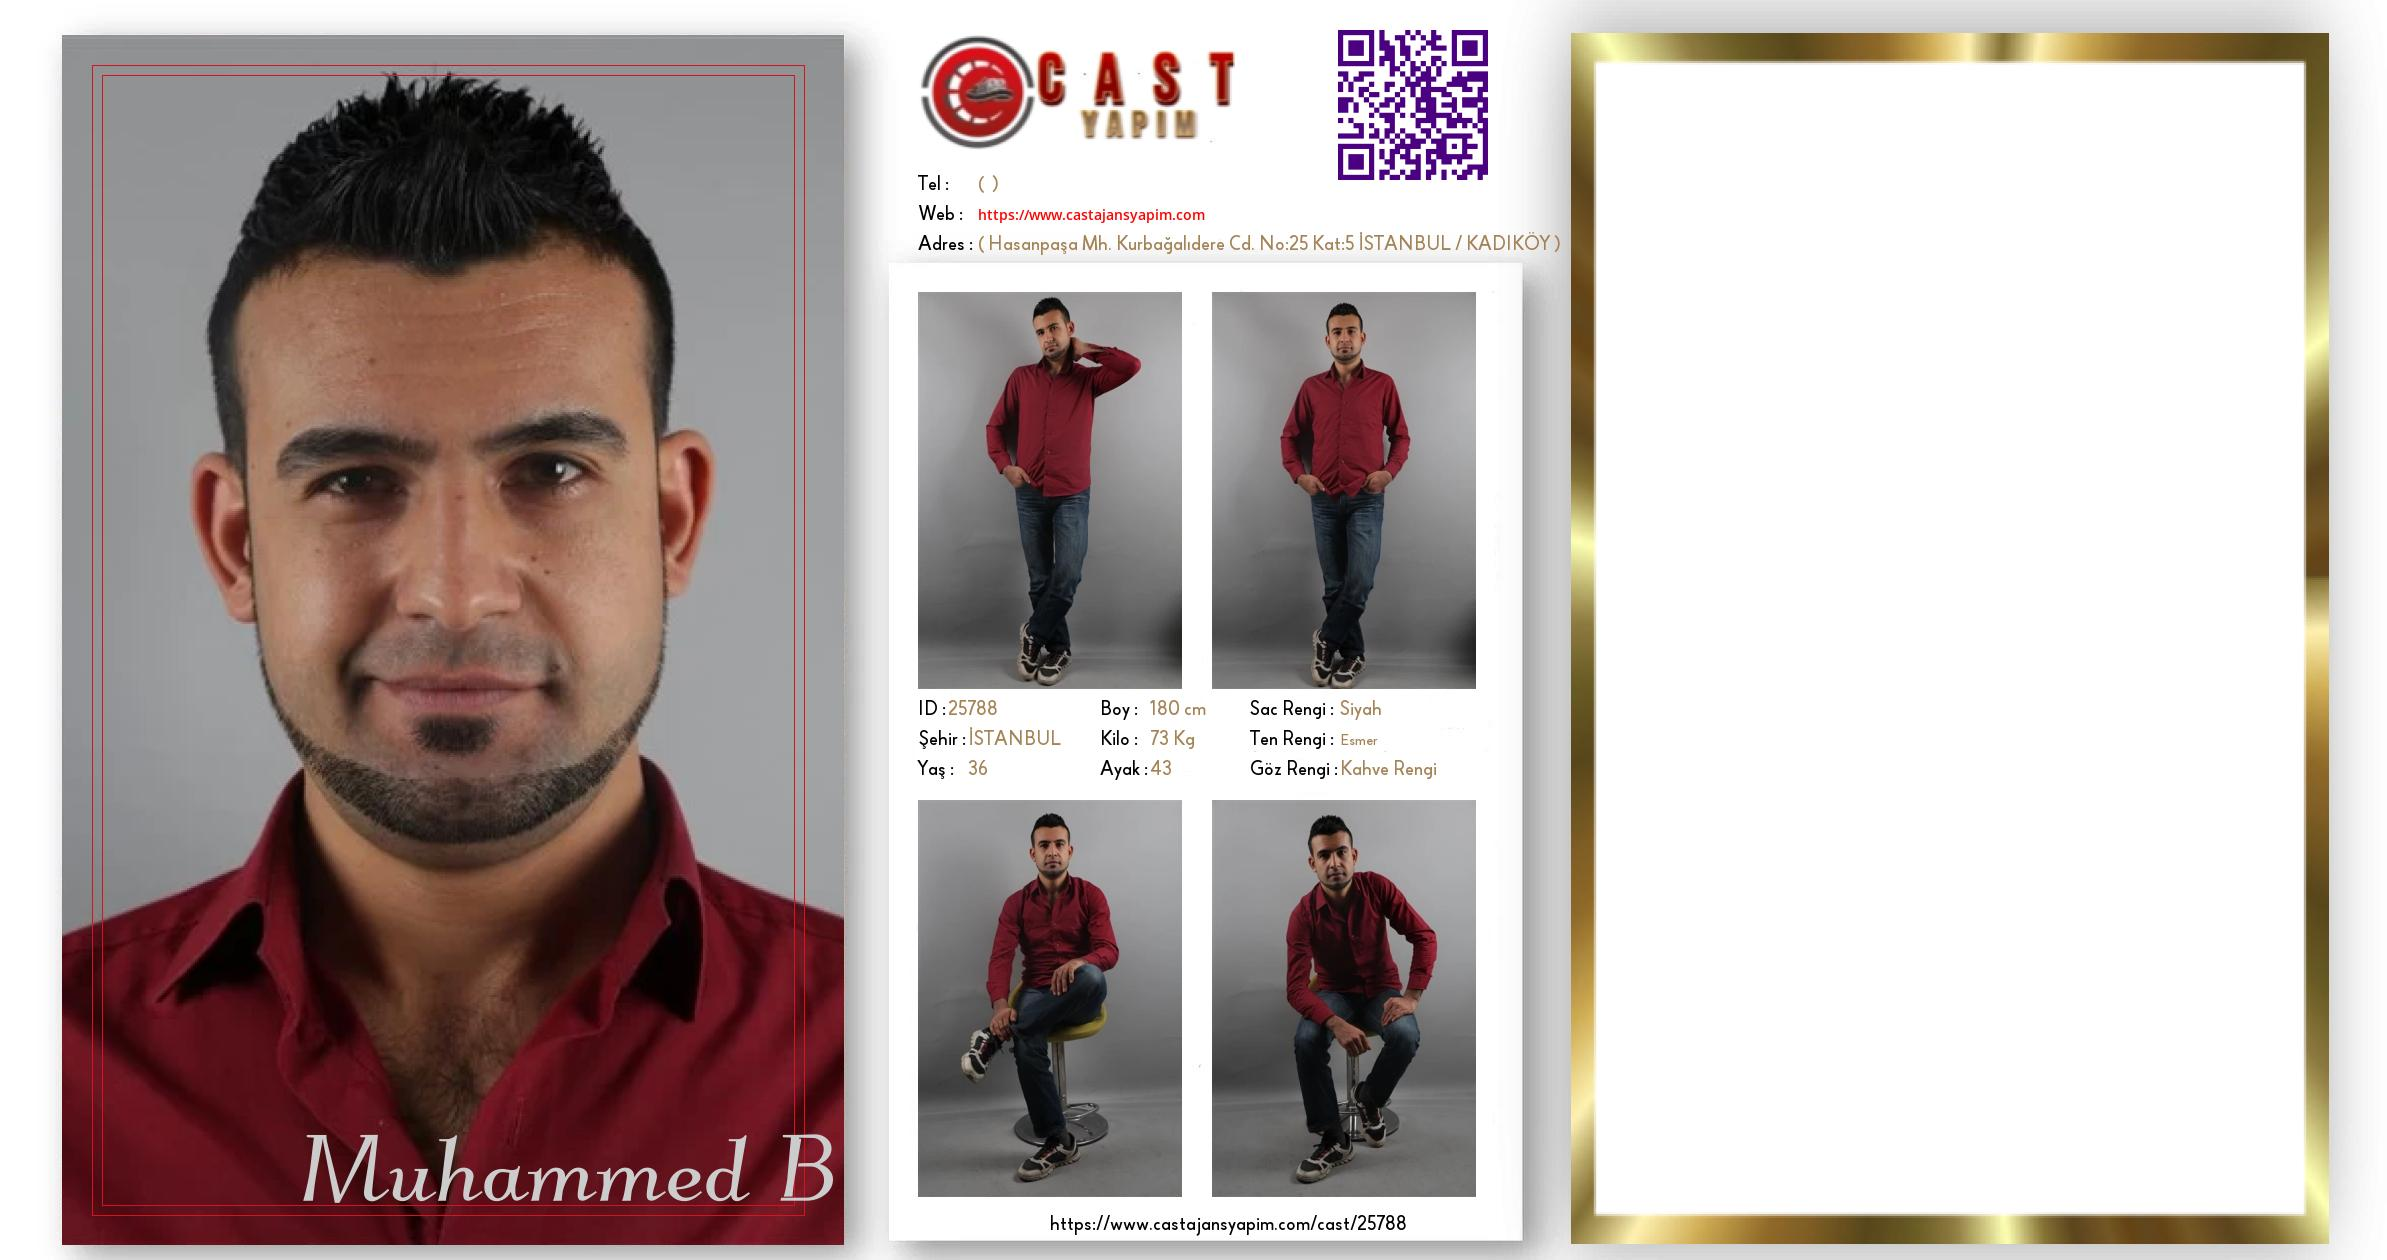 Muhammed B
CAST
YAPIM
Tel : ( )
Web : https://www.castajansyapim.com
Adres : ( Hasanpaşa Mh. Kurbağalıdere Cd. No:25 Kat:5 İSTANBUL / KADIKÖY )
ID : 25788 Boy : 180 cm Sac Rengi : Siyah
Şehir : İSTANBUL Kilo : 73 Kg Ten Rengi : Esmer
Yaş : 36 Ayak : 43 Göz Rengi : Kahve Rengi
https://www.castajansyapim.com/cast/25788